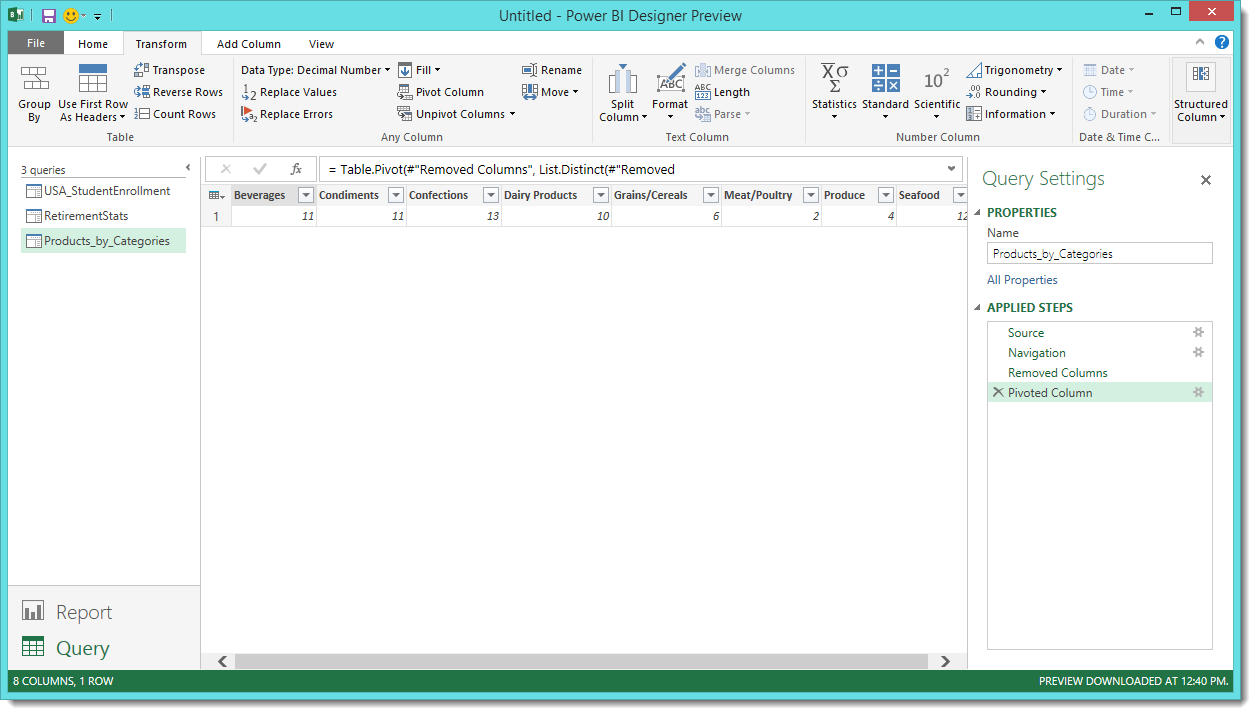 Untitled - Power BI Designer Preview
File Home Transform Add Column View
Group By
Use First Row As Headers
Transpose
Reverse Rows
Count Rows
Table
Data Type: Decimal Number
Replace Values
Replace Errors
Fill
Pivot Column
Unpivot Columns
Rename
Move
Any Column
Split Column
Format
Merge Columns
Length
Parse
Text Column
Statistics
Standard
Scientific
Trigonometry
Rounding
Information
Number Column
Date
Time
Duration
Date & Time C...
Structured Column
3 queries
USA_StudentEnrollment
RetirementStats
Products_by_Categories
fx = Table.Pivot(#"Removed Columns", List.Distinct(#"Removed
Beverages Condiments Confections Dairy Products Grains/Cereals Meat/Poultry Produce Seafood
1 11 11 13 10 6 2 4 12
Query Settings
PROPERTIES
Name
Products_by_Categories
All Properties
APPLIED STEPS
Source
Navigation
Removed Columns
Pivoted Column
Report
Query
8 COLUMNS, 1 ROW
PREVIEW DOWNLOADED AT 12:40 PM.